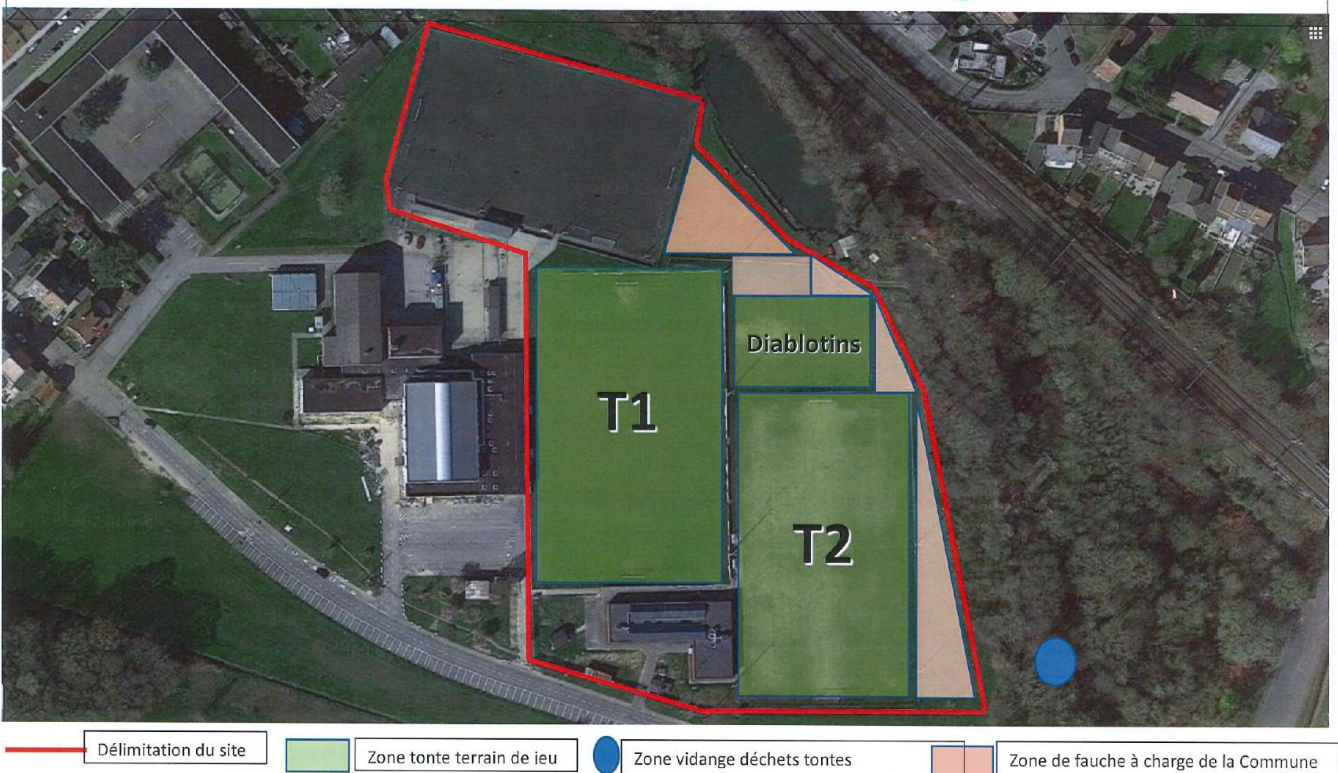 Diablotins
T1
T2
Délimitation du site
Zone tonte terrain de jeu
Zone vidange déchets tontes
Zone de fauche à charge de la Commune